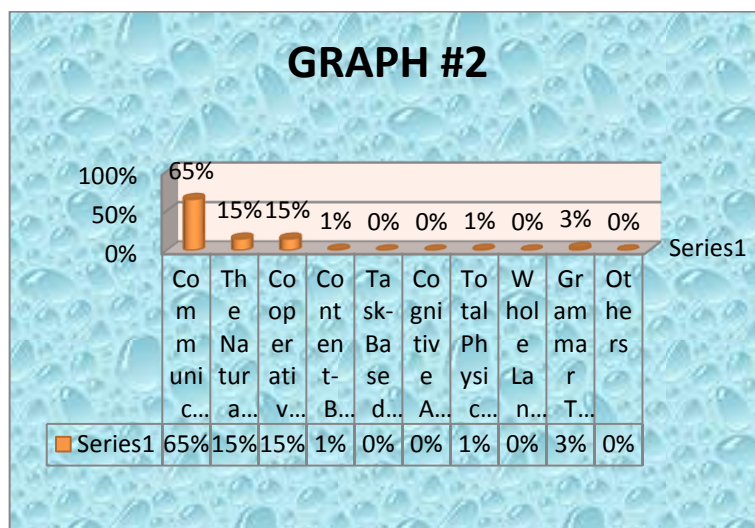 GRAPH #2
100%
50%
0%
65% 15% 15% 1% 0% 0% 1% 0% 3% 0%
Series1
Co Th Co Co Ta Co To W Gr Ot
m e op nt sk- gni tal hol am he
m Na er en Ba tiv Ph e ma rs
unic tur ati t- se e ysic La r
c... a... v... B... d... A... c... n... T...
Series1 65% 15% 15% 1% 0% 0% 1% 0% 3% 0%